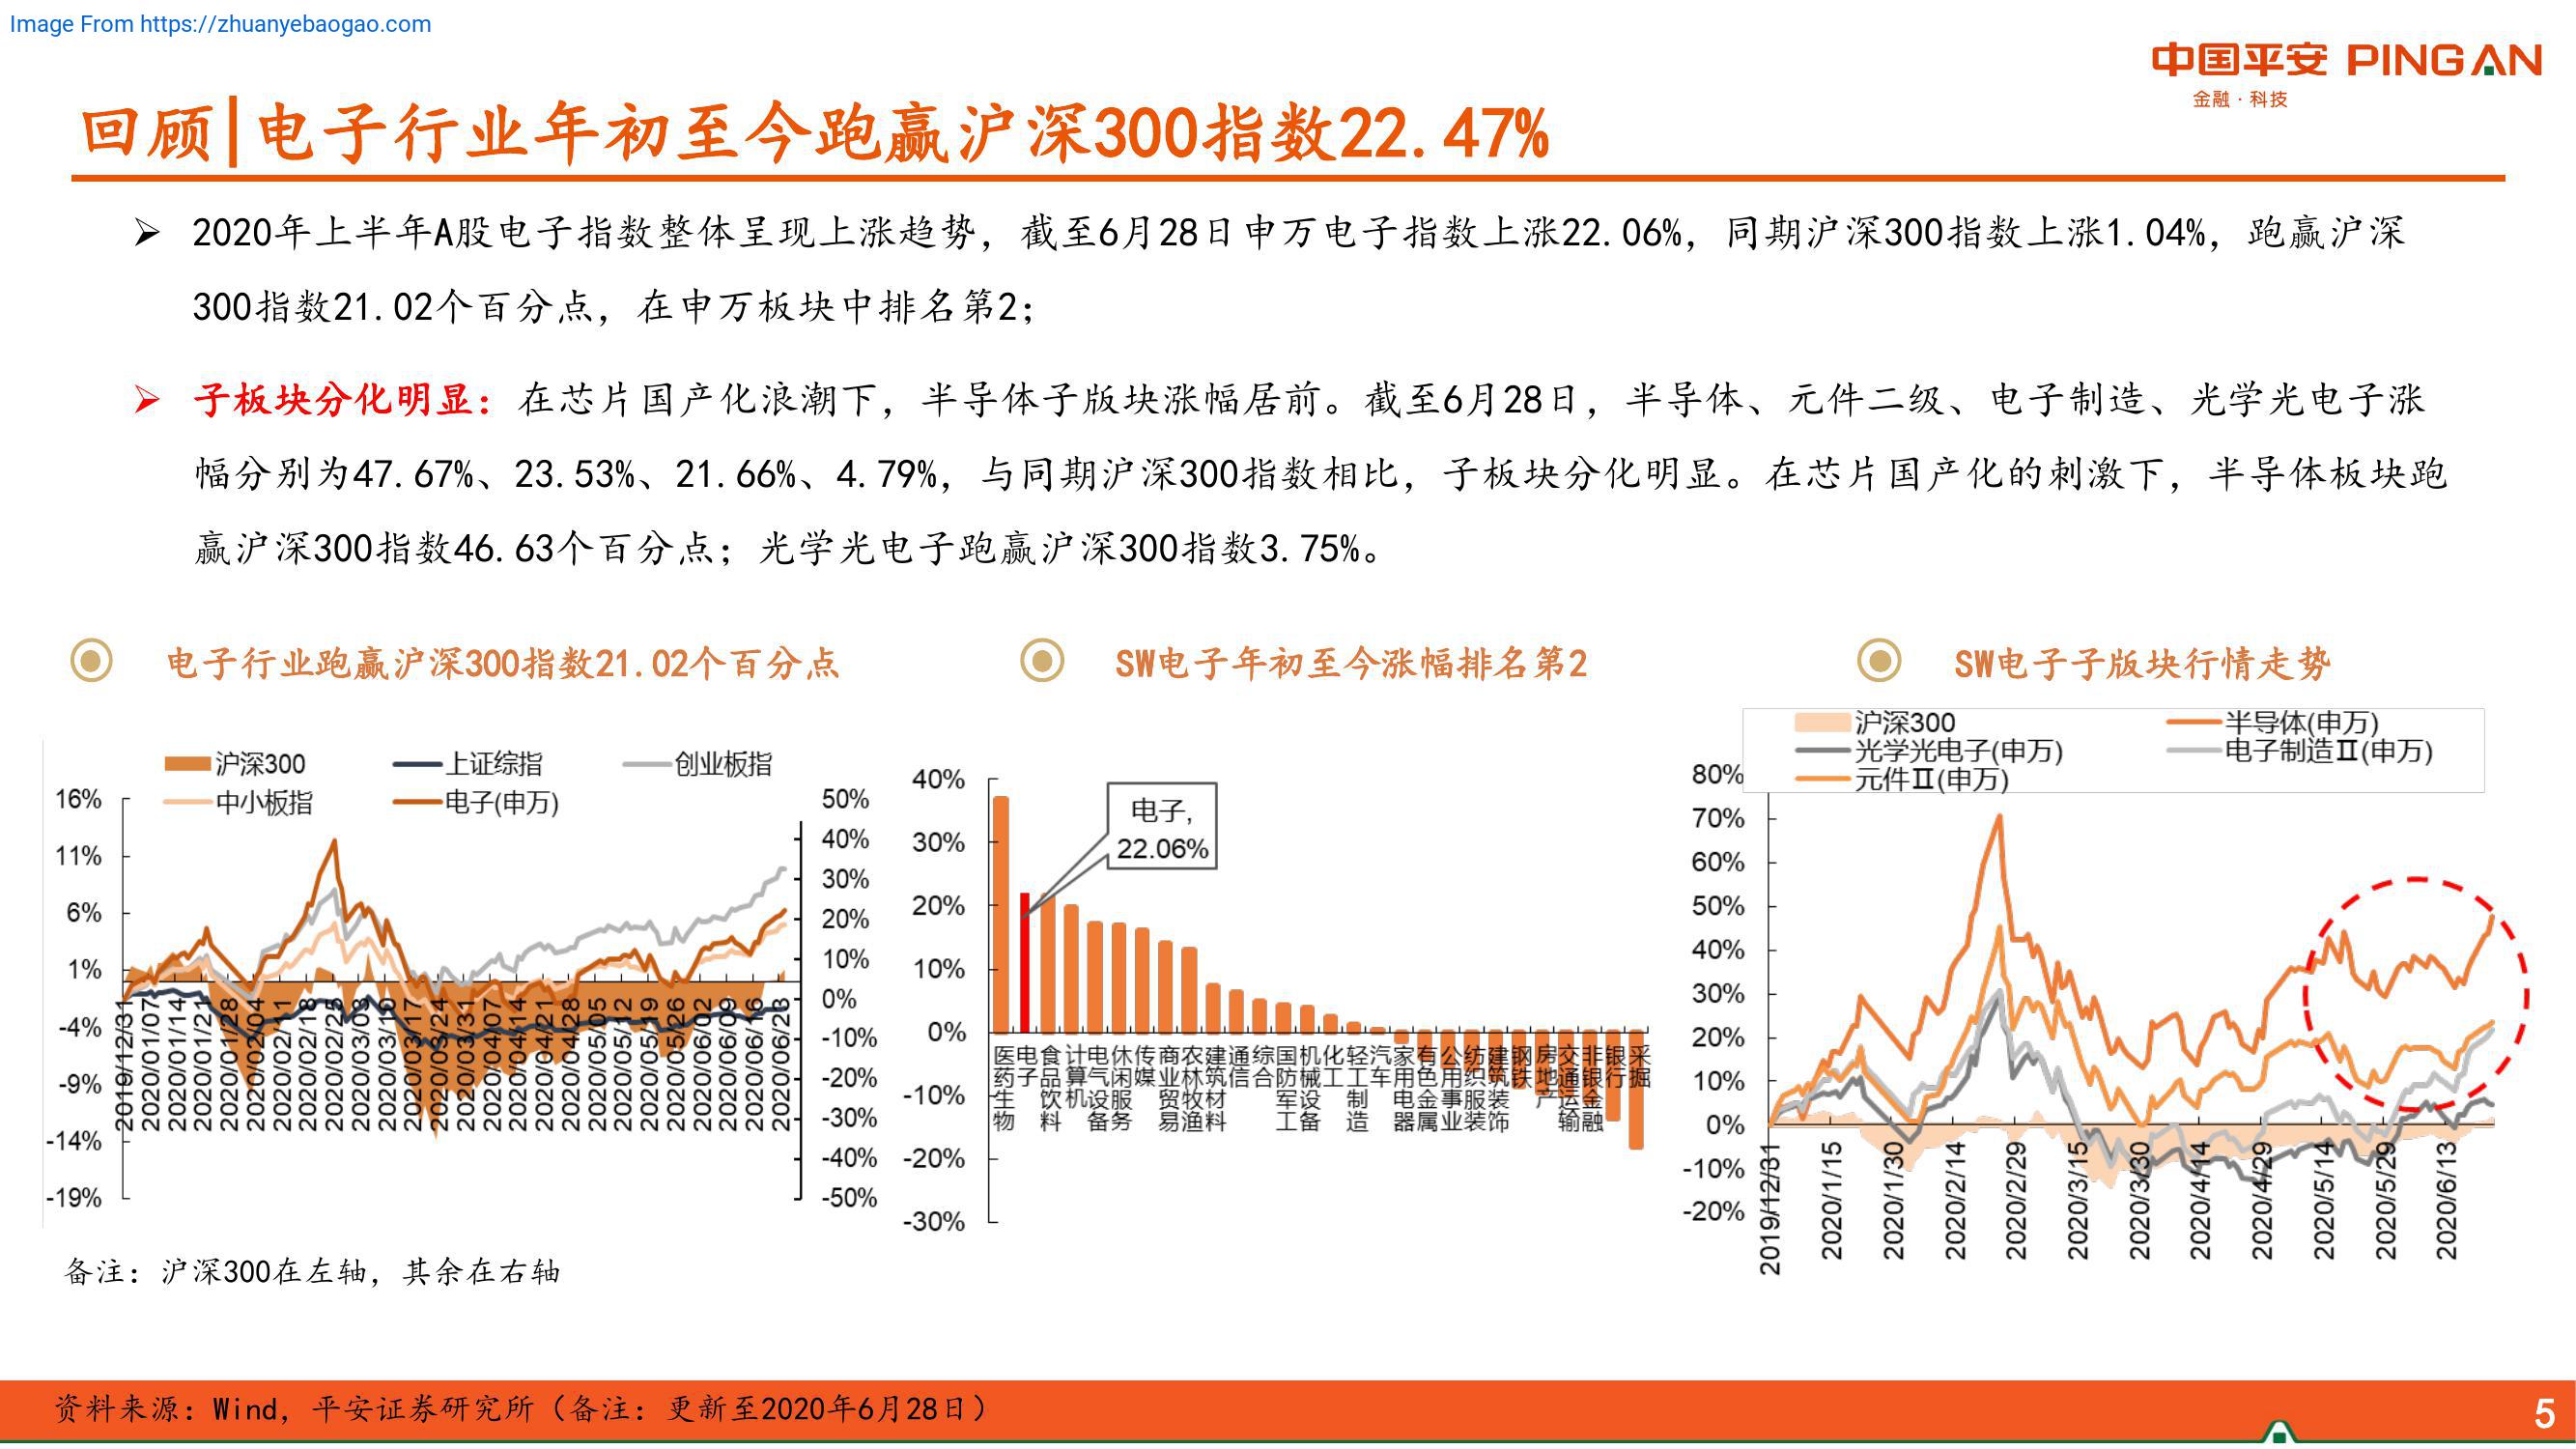 Image From https://zhuanyebaogao.com
中国平安 PINGAN
金融·科技
回顾|电子行业年初至今跑赢沪深300指数22.47%
➢ 2020年上半年A股电子指数整体呈现上涨趋势，截至6月28日申万电子指数上涨22.06%，同期沪深300指数上涨1.04%，跑赢沪深
300指数21.02个百分点，在申万板块中排名第2；
➢ 子板块分化明显：在芯片国产化浪潮下，半导体子版块涨幅居前。截至6月28日，半导体、元件二级、电子制造、光学光电子涨
幅分别为47.67%、23.53%、21.66%、4.79%，与同期沪深300指数相比，子板块分化明显。在芯片国产化的刺激下，半导体板块跑
赢沪深300指数46.63个百分点；光学光电子跑赢沪深300指数3.75%。
电子行业跑赢沪深300指数21.02个百分点
沪深300 上证综指 创业板指
中小板指 电子(申万)
16%
11%
6%
1%
-4%
-9%
-14%
-19%
50%
40%
30%
20%
10%
0%
-10%
-20%
-30%
-40%
-50%
2019/12/31
2020/01/07
2020/01/14
2020/01/21
2020/01/28
2020/02/04
2020/02/11
2020/02/18
2020/02/25
2020/03/03
2020/03/10
2020/03/17
2020/03/24
2020/03/31
2020/04/07
2020/04/14
2020/04/21
2020/04/28
2020/05/05
2020/05/12
2020/05/19
2020/05/26
2020/06/02
2020/06/09
2020/06/16
2020/06/23
备注：沪深300在左轴，其余在右轴
SW电子年初至今涨幅排名第2
40%
30%
20%
10%
0%
-10%
-20%
-30%
电子,
22.06%
医药生物
电子
食品饮料
计算机
电气设备
休闲服务
传媒
商业贸易
农林牧渔
建筑材料
通信
综合
国防军工
机械设备
化工
轻工制造
汽车
家用电器
有色金属
公用事业
纺织服装
建筑装饰
钢铁
房地产
交通运输
非银金融
银行
采掘
SW电子子版块行情走势
沪深300 半导体(申万)
光学光电子(申万) 电子制造Ⅱ(申万)
元件Ⅱ(申万)
80%
70%
60%
50%
40%
30%
20%
10%
0%
-10%
-20%
2019/12/31
2020/1/15
2020/1/30
2020/2/14
2020/2/29
2020/3/15
2020/3/30
2020/4/14
2020/4/29
2020/5/14
2020/5/29
2020/6/13
资料来源：Wind，平安证券研究所（备注：更新至2020年6月28日）
5